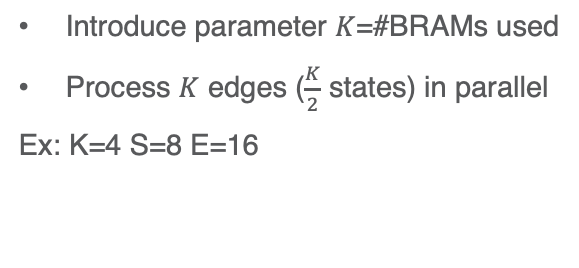 • Introduce parameter K=#BRAMs used
• Process K edges (K/2 states) in parallel
Ex: K=4 S=8 E=16